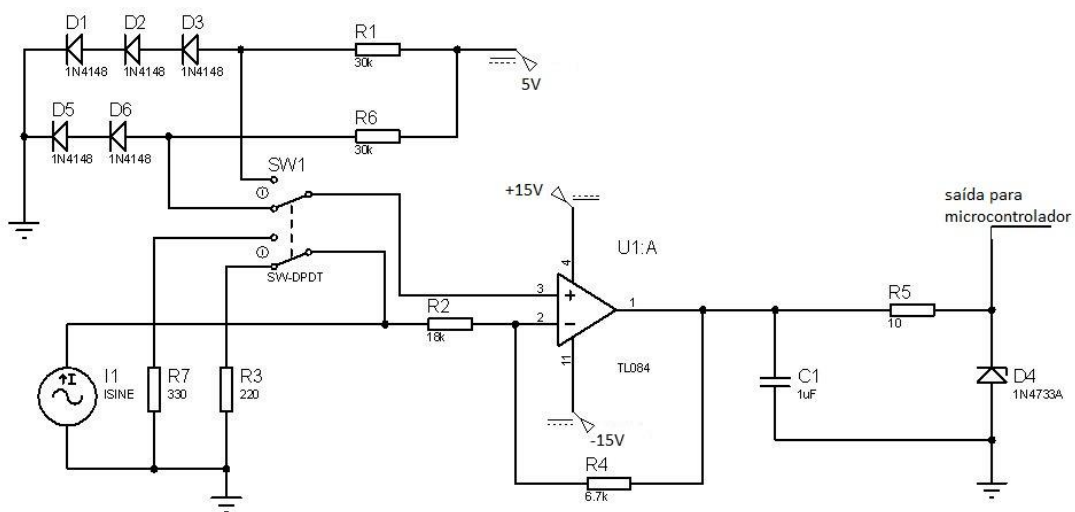 D1 D2 D3
1N4148 1N4148 1N4148
R1
30k
5V
D5 D6
1N4148 1N4148
R6
30k
SW1
SW-DPDT
+15V
U1:A
saída para
microcontrolador
4
3
2
1
11
TL084
-15V
R2
18k
R4
6.7k
R5
10
C1
1uF
D4
1N4733A
I
I1
ISINE
R7
330
R3
220